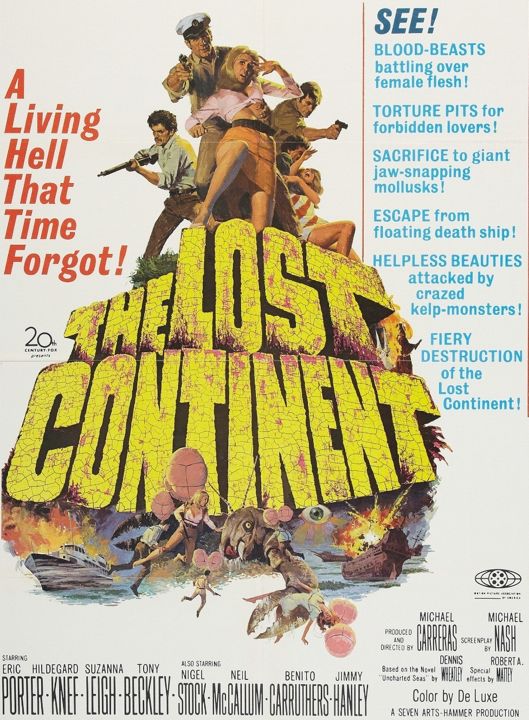 SEE!
BLOOD-BEASTS
battling over
female flesh!
TORTURE PITS for
forbidden lovers!
SACRIFICE to giant
jaw-snapping
mollusks!
ESCAPE from
floating death ship!
HELPLESS BEAUTIES
attacked by
crazed
kelp-monsters!
FIERY
DESTRUCTION
of the
Lost
Continent!
A
Living
Hell
That
Time
Forgot!
20th
CENTURY-FOX
presents
THE LOST
CONTINENT
MOTION PICTURE ASSOCIATION
OF AMERICA
STARRING
ERIC PORTER-HILDEGARD KNEF-SUZANNA LEIGH-TONY BECKLEY
ALSO STARRING
NIGEL STOCK-NEIL McCALLUM-BENITO CARRUTHERS-JIMMY HANLEY
PRODUCED AND DIRECTED BY MICHAEL CARRERAS SCREENPLAY BY MICHAEL NASH
Based on the Novel "Uncharted Seas" by DENNIS WHEATLEY Special effects by ROBERT A. MATTEY
Color by De Luxe
A SEVEN ARTS-HAMMER PRODUCTION